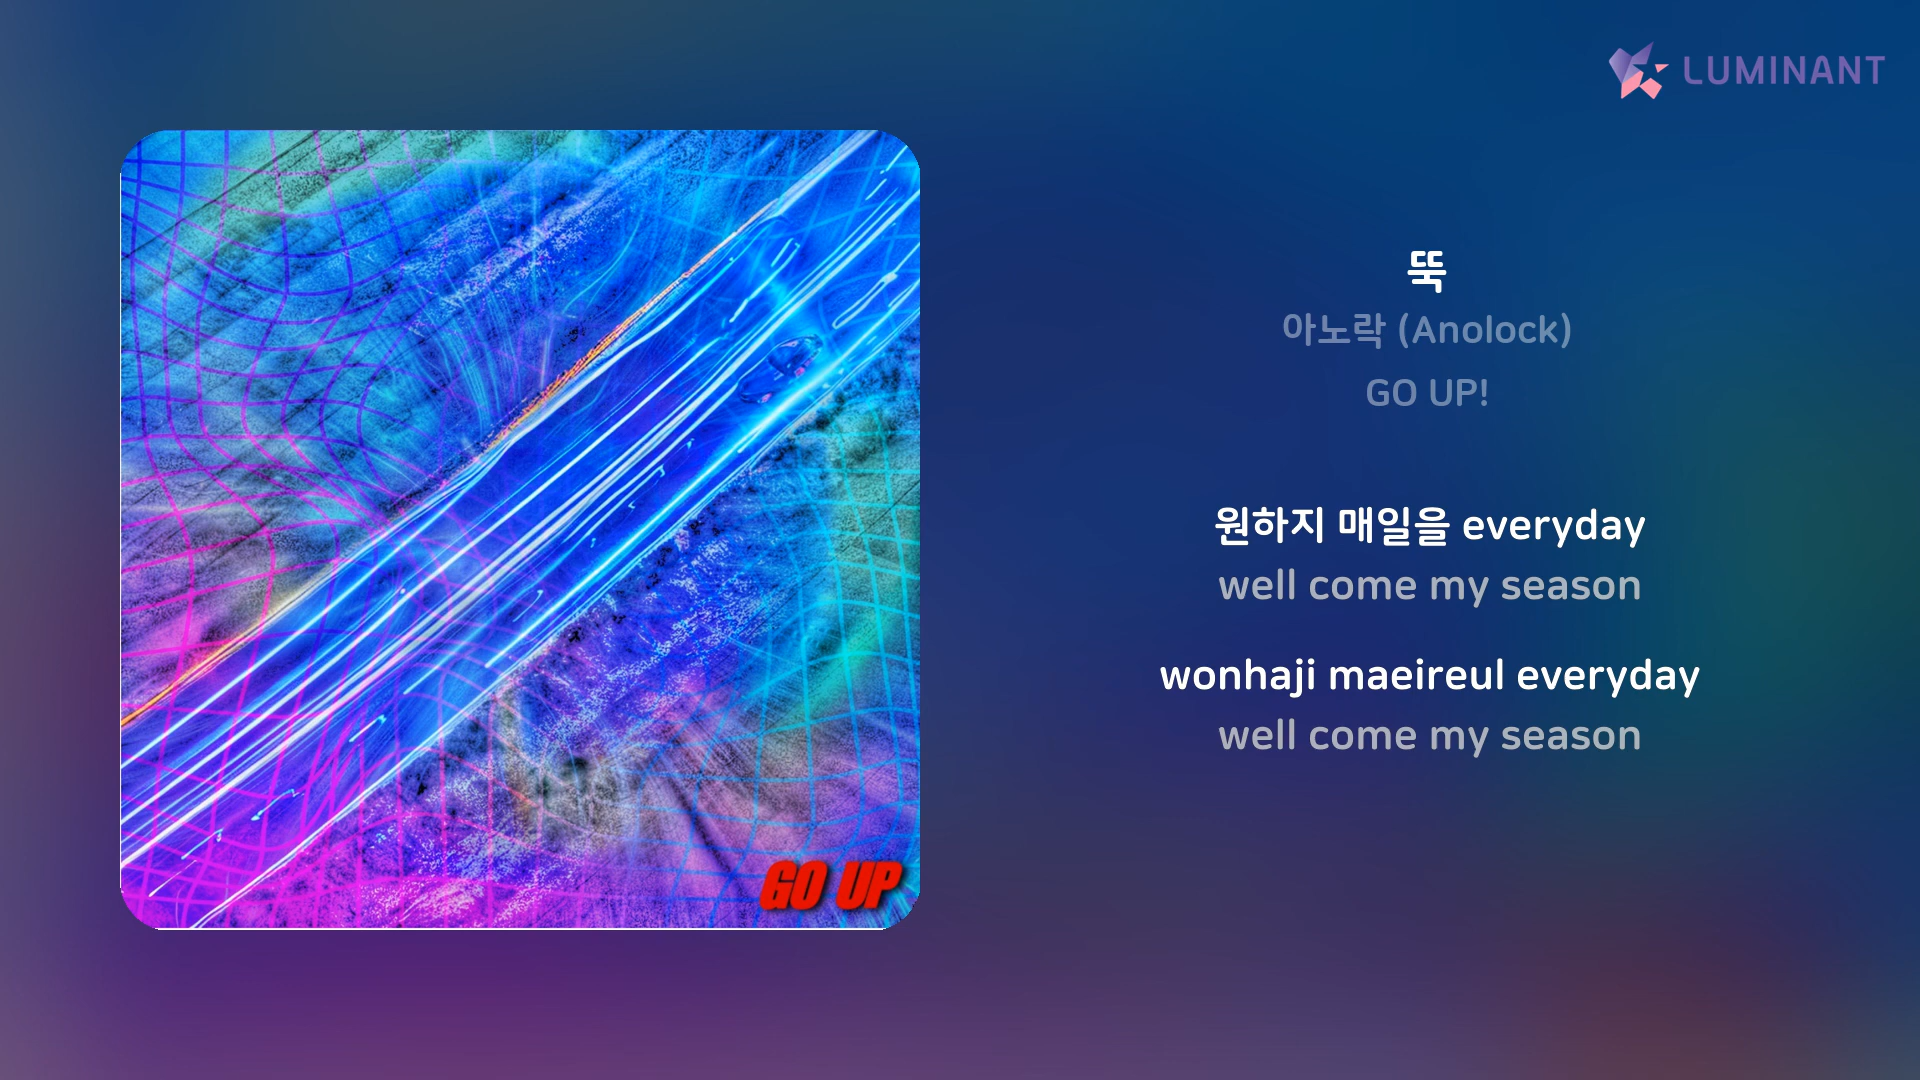 LUMINANT
뚝
아노락 (Anolock)
GO UP!
원하지 매일을 everyday
well come my season
wonhaji maeireul everyday
well come my season
GO UP